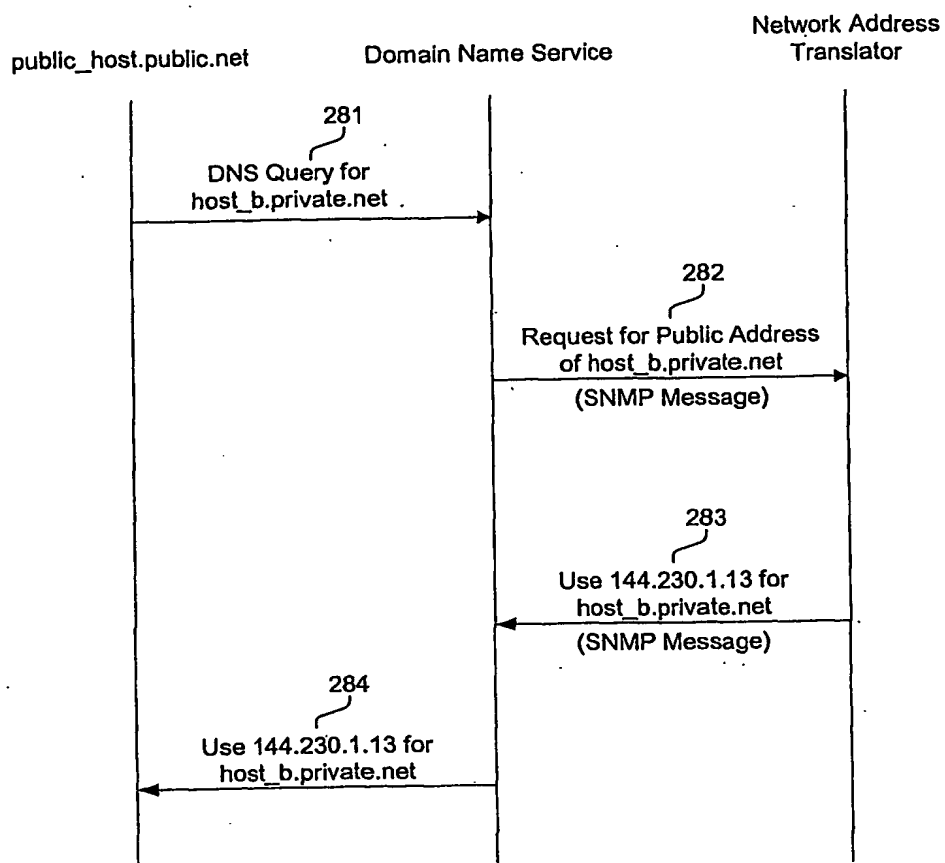 public_host.public.net
Domain Name Service
Network Address
Translator
281
DNS Query for
host_b.private.net
282
Request for Public Address
of host_b.private.net
(SNMP Message)
283
Use 144.230.1.13 for
host_b.private.net
(SNMP Message)
284
Use 144.230.1.13 for
host_b.private.net